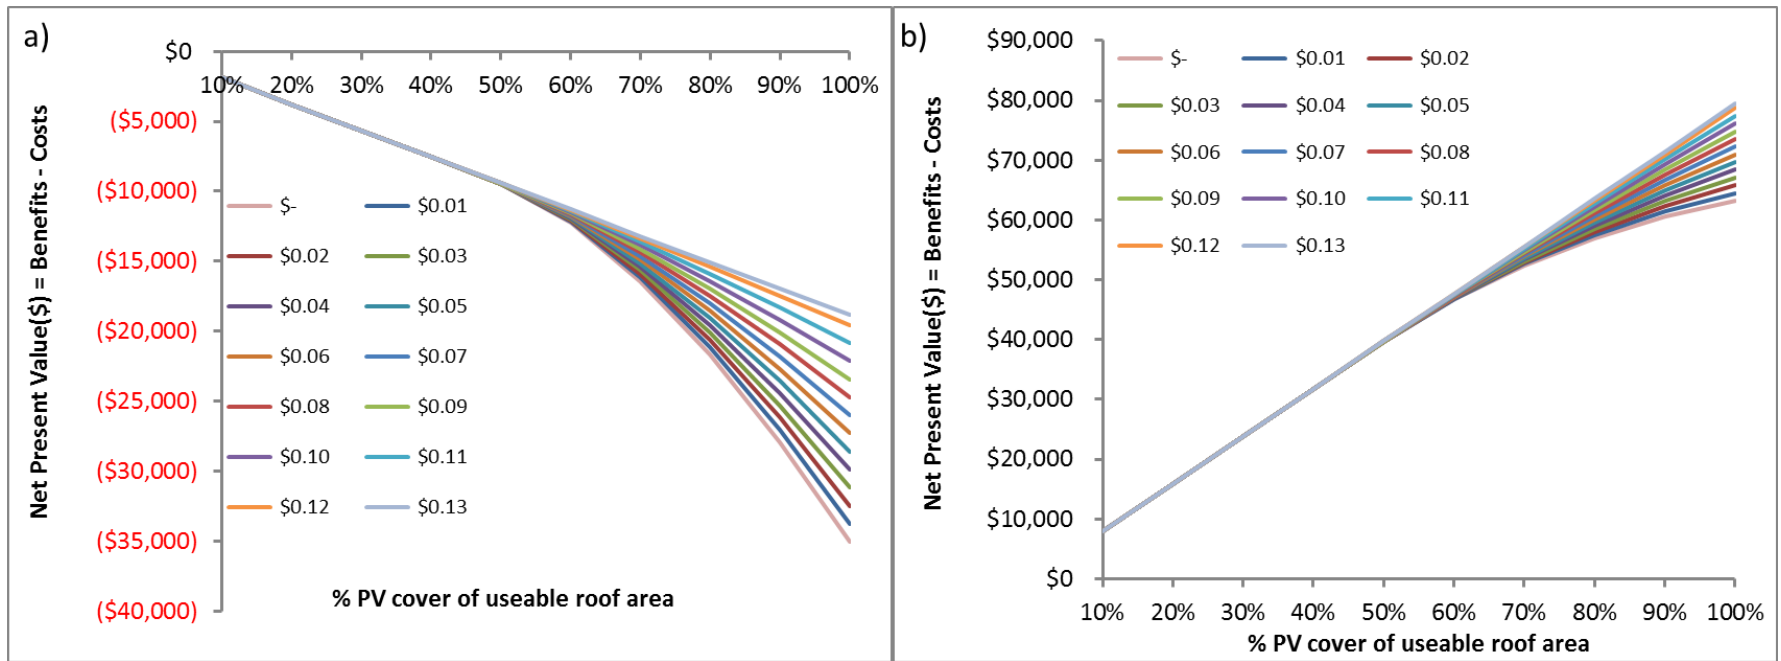 a)
Net Present Value($) = Benefits - Costs
$0
($5,000)
($10,000)
($15,000)
($20,000)
($25,000)
($30,000)
($35,000)
($40,000)
10% 20% 30% 40% 50% 60% 70% 80% 90% 100%
$- $0.01
$0.02 $0.03
$0.04 $0.05
$0.06 $0.07
$0.08 $0.09
$0.10 $0.11
$0.12 $0.13
% PV cover of useable roof area
b)
Net Present Value($) = Benefits - Costs
$90,000
$80,000
$70,000
$60,000
$50,000
$40,000
$30,000
$20,000
$10,000
$0
$- $0.01 $0.02
$0.03 $0.04 $0.05
$0.06 $0.07 $0.08
$0.09 $0.10 $0.11
$0.12 $0.13
10% 20% 30% 40% 50% 60% 70% 80% 90% 100%
% PV cover of useable roof area